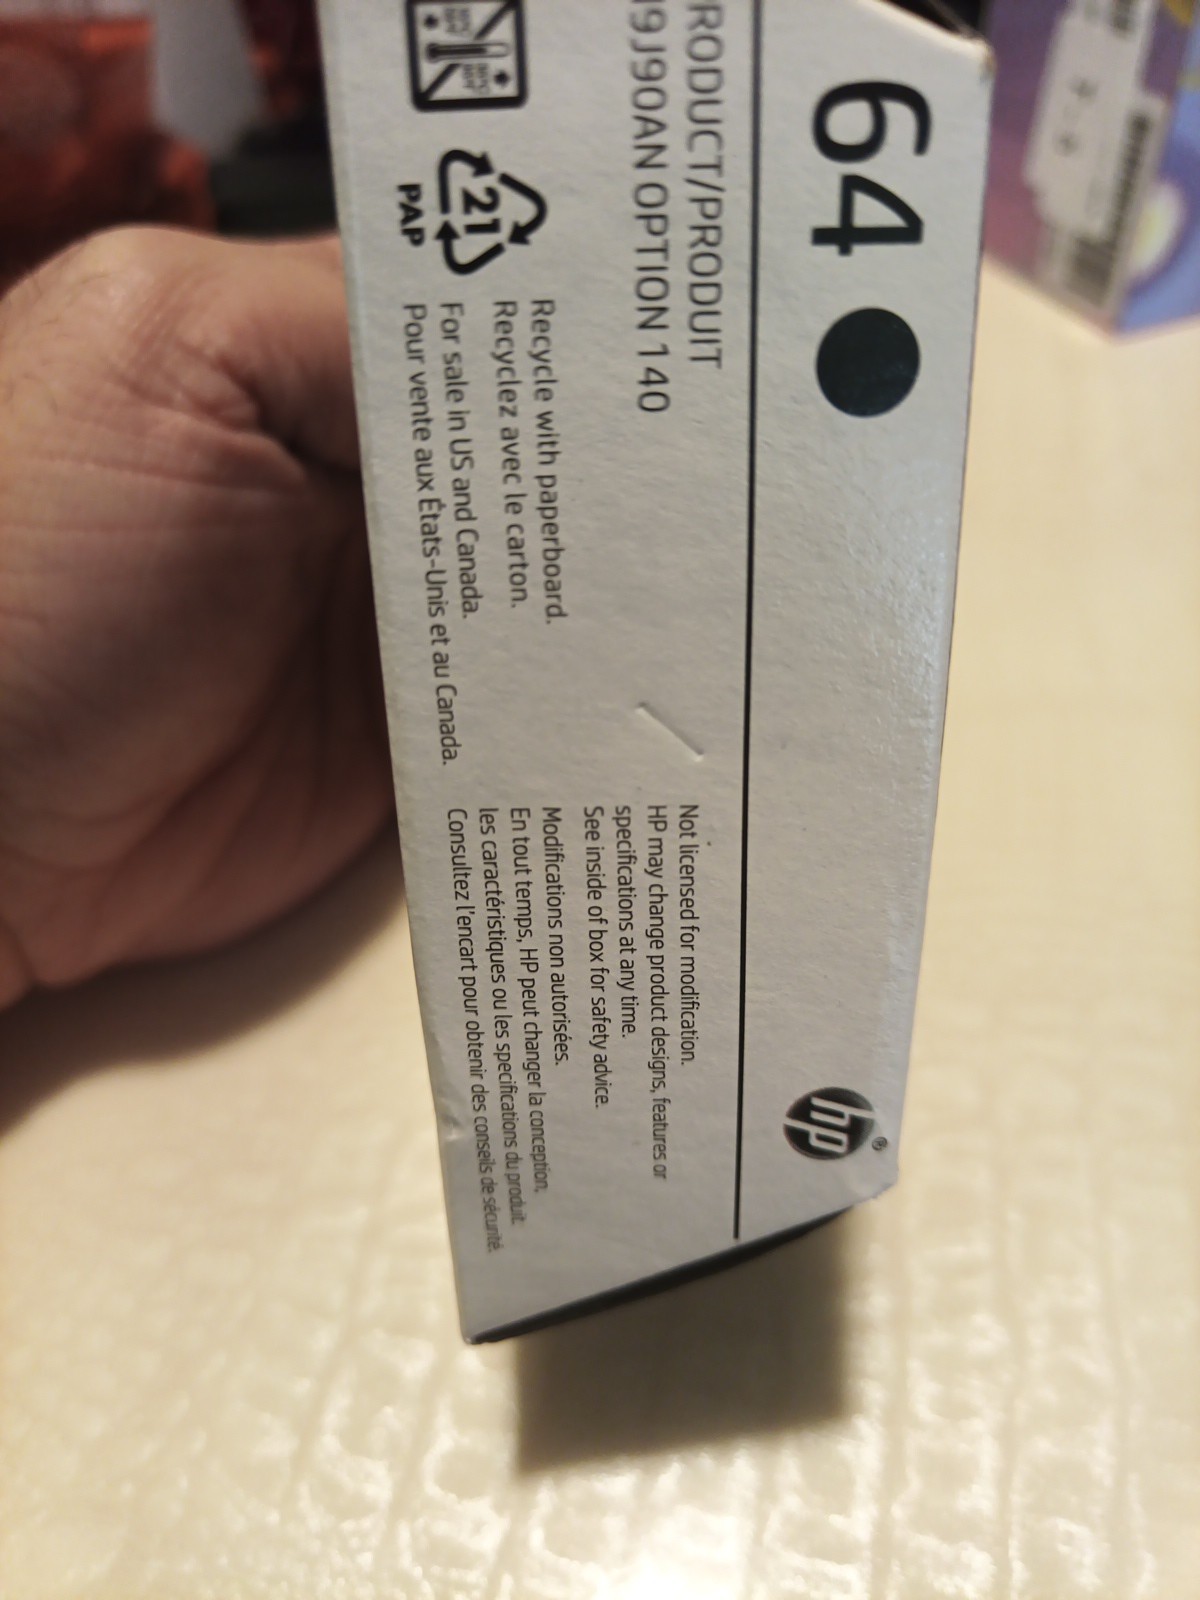 64
hp®
RODUCT/PRODUIT
9J90AN OPTION 140
21
PAP
Recycle with paperboard.
Recyclez avec le carton.
For sale in US and Canada.
Pour vente aux États-Unis et au Canada.
Not licensed for modification.
HP may change product designs, features or
specifications at any time.
See inside of box for safety advice.
Modifications non autorisées.
En tout temps, HP peut changer la conception,
les caractéristiques ou les specifications du produit.
Consultez l'encart pour obtenir des conseils de sécurité.